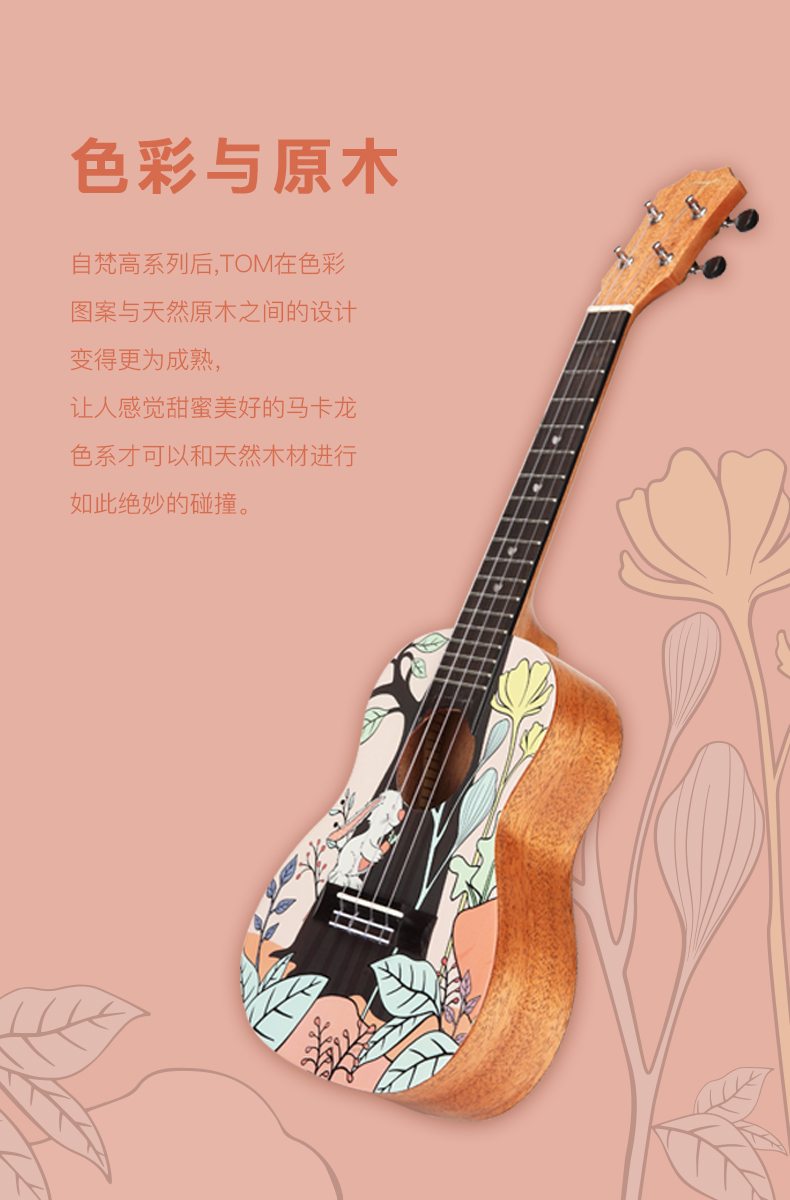 色彩与原木
自梵高系列后,TOM在色彩
图案与天然原木之间的设计
变得更为成熟,
让人感觉甜蜜美好的马卡龙
色系才可以和天然木材进行
如此绝妙的碰撞。